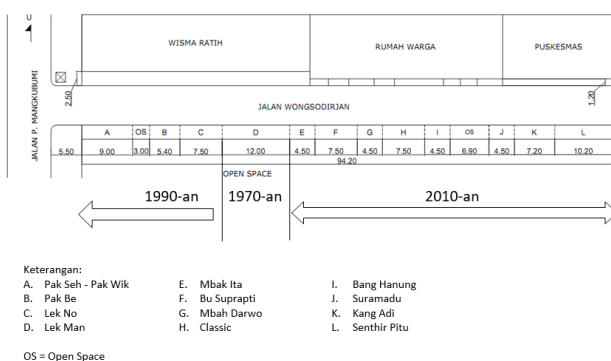 U
WISMA RATIH
RUMAH WARGA
PUSKESMAS
JALAN P. MANGKUBUMI
2.50
1.20
JALAN WONGSODIRJAN
A OS B C D E F G H I OS J K L
5.50 9.00 3.00 5.40 7.50 12.00 4.50 7.50 4.50 7.50 4.50 6.90 4.50 7.20 10.20
94.20
OPEN SPACE
1990-an 1970-an 2010-an
Keterangan:
A. Pak Seh - Pak Wik
B. Pak Be
C. Lek No
D. Lek Man
E. Mbak Ita
F. Bu Suprapti
G. Mbah Darwo
H. Classic
I. Bang Hanung
J. Suramadu
K. Kang Adi
L. Senthir Pitu
OS = Open Space